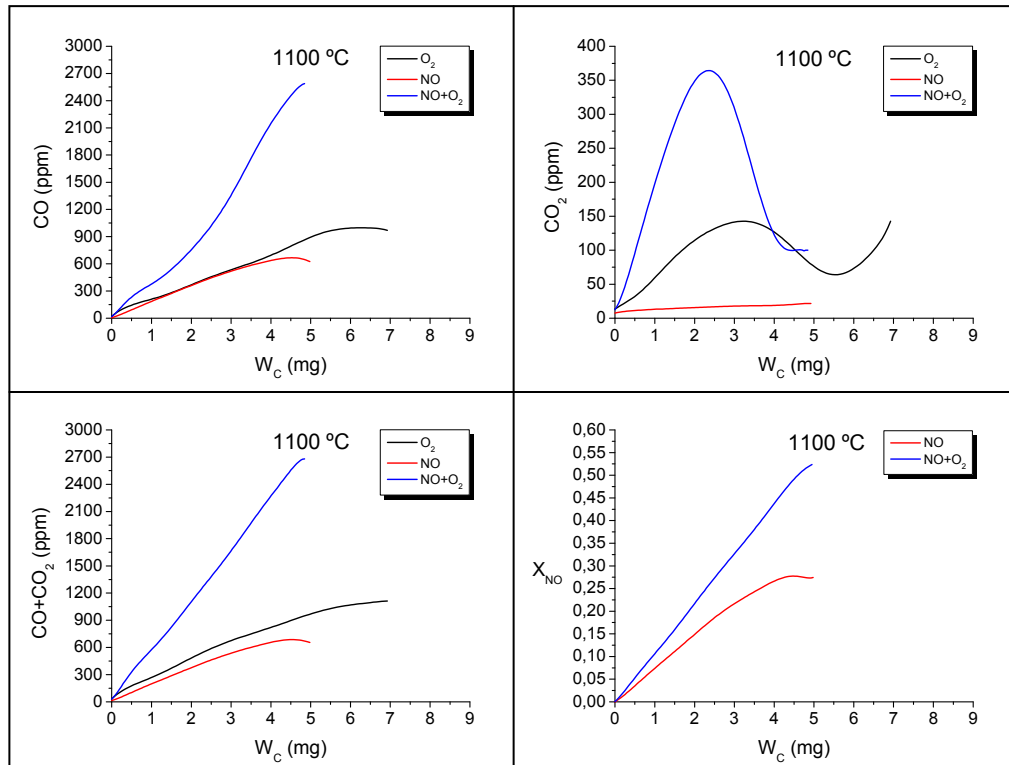 1100 ºC
O₂
NO
NO+O₂
CO (ppm)
3000
2700
2400
2100
1800
1500
1200
900
600
300
0
0 1 2 3 4 5 6 7 8 9
W_C (mg)
1100 ºC
O₂
NO
NO+O₂
CO₂ (ppm)
400
350
300
250
200
150
100
50
0
0 1 2 3 4 5 6 7 8 9
W_C (mg)
1100 ºC
O₂
NO
NO+O₂
CO+CO₂ (ppm)
3000
2700
2400
2100
1800
1500
1200
900
600
300
0
0 1 2 3 4 5 6 7 8 9
W_C (mg)
1100 ºC
NO
NO+O₂
X_NO
0,60
0,55
0,50
0,45
0,40
0,35
0,30
0,25
0,20
0,15
0,10
0,05
0,00
0 1 2 3 4 5 6 7 8 9
W_C (mg)